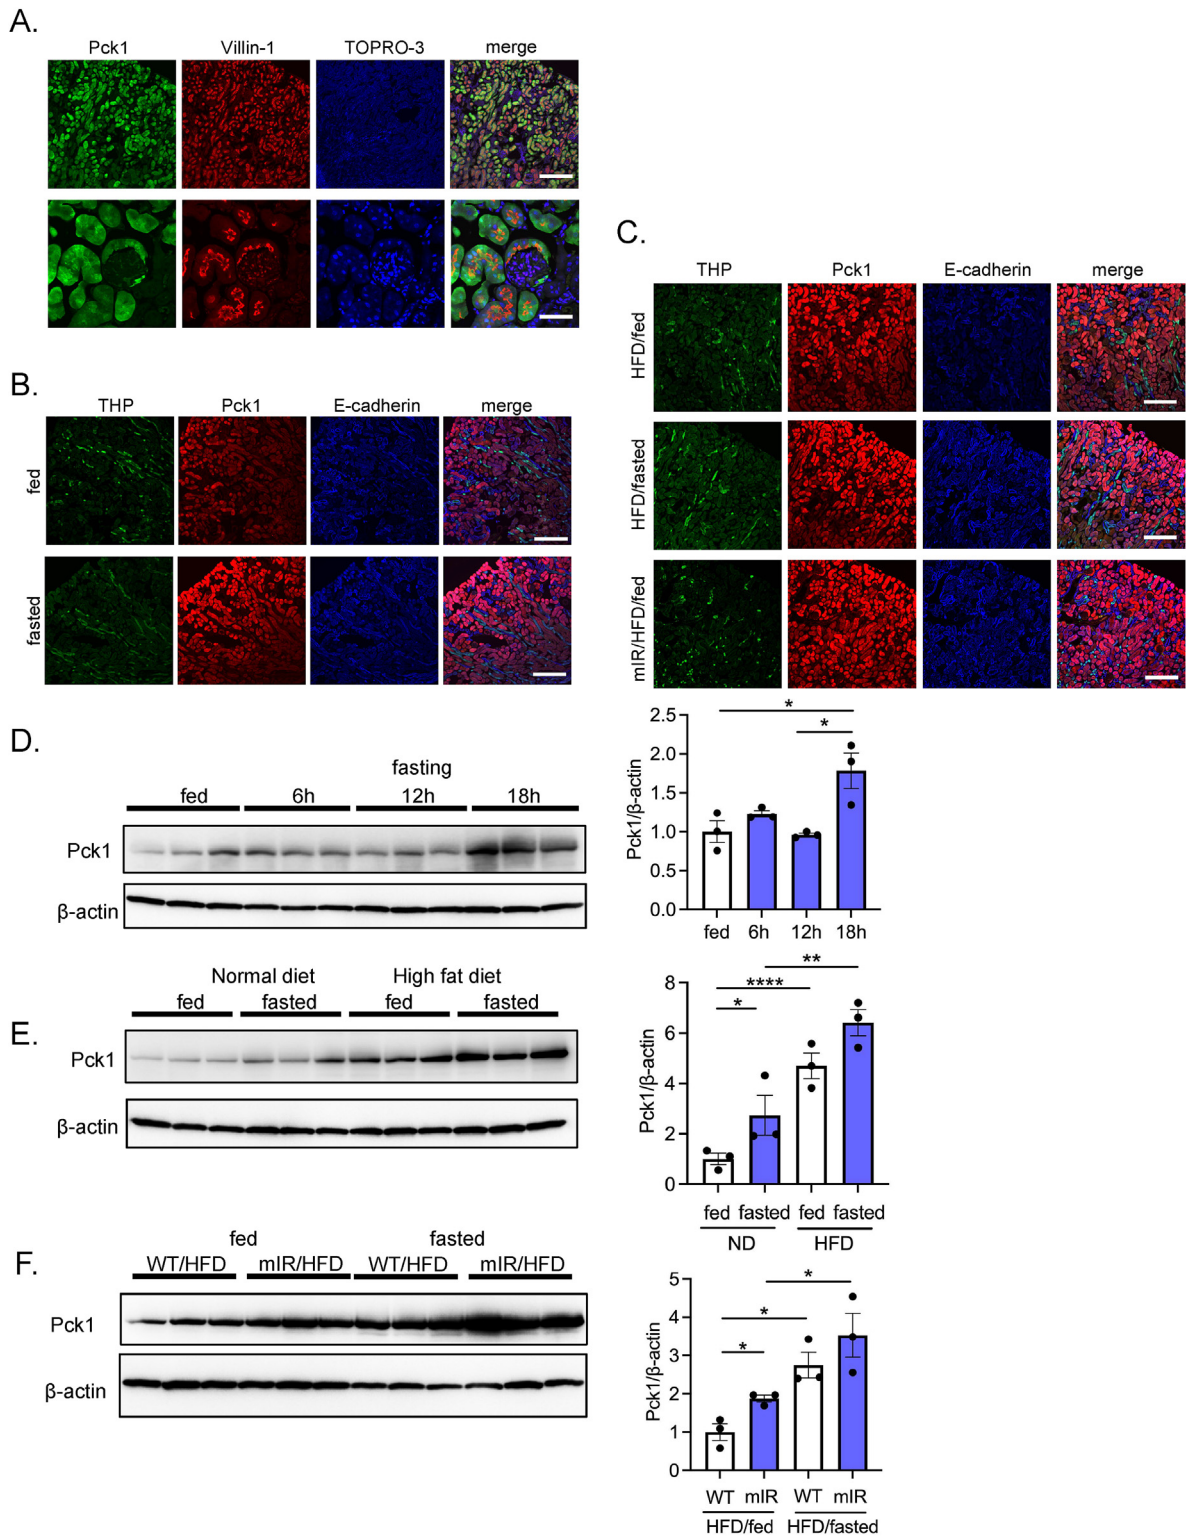 A.
Pck1 Villin-1 TOPRO-3 merge
B.
THP Pck1 E-cadherin merge
fed
fasted
C.
THP Pck1 E-cadherin merge
HFD/fed
HFD/fasted
mIR/HFD/fed
D.
fasting
fed 6h 12h 18h
Pck1
β-actin
Pck1/β-actin
2.5
2.0
1.5
1.0
0.5
0.0
* 
*
fed 6h 12h 18h
E.
Normal diet High fat diet
fed fasted fed fasted
Pck1
β-actin
Pck1/β-actin
8
6
4
2
0
**
****
*
fed fasted fed fasted
ND HFD
F.
fed fasted
WT/HFD mIR/HFD WT/HFD mIR/HFD
Pck1
β-actin
Pck1/β-actin
5
4
3
2
1
0
*
*
*
WT mIR WT mIR
HFD/fed HFD/fasted